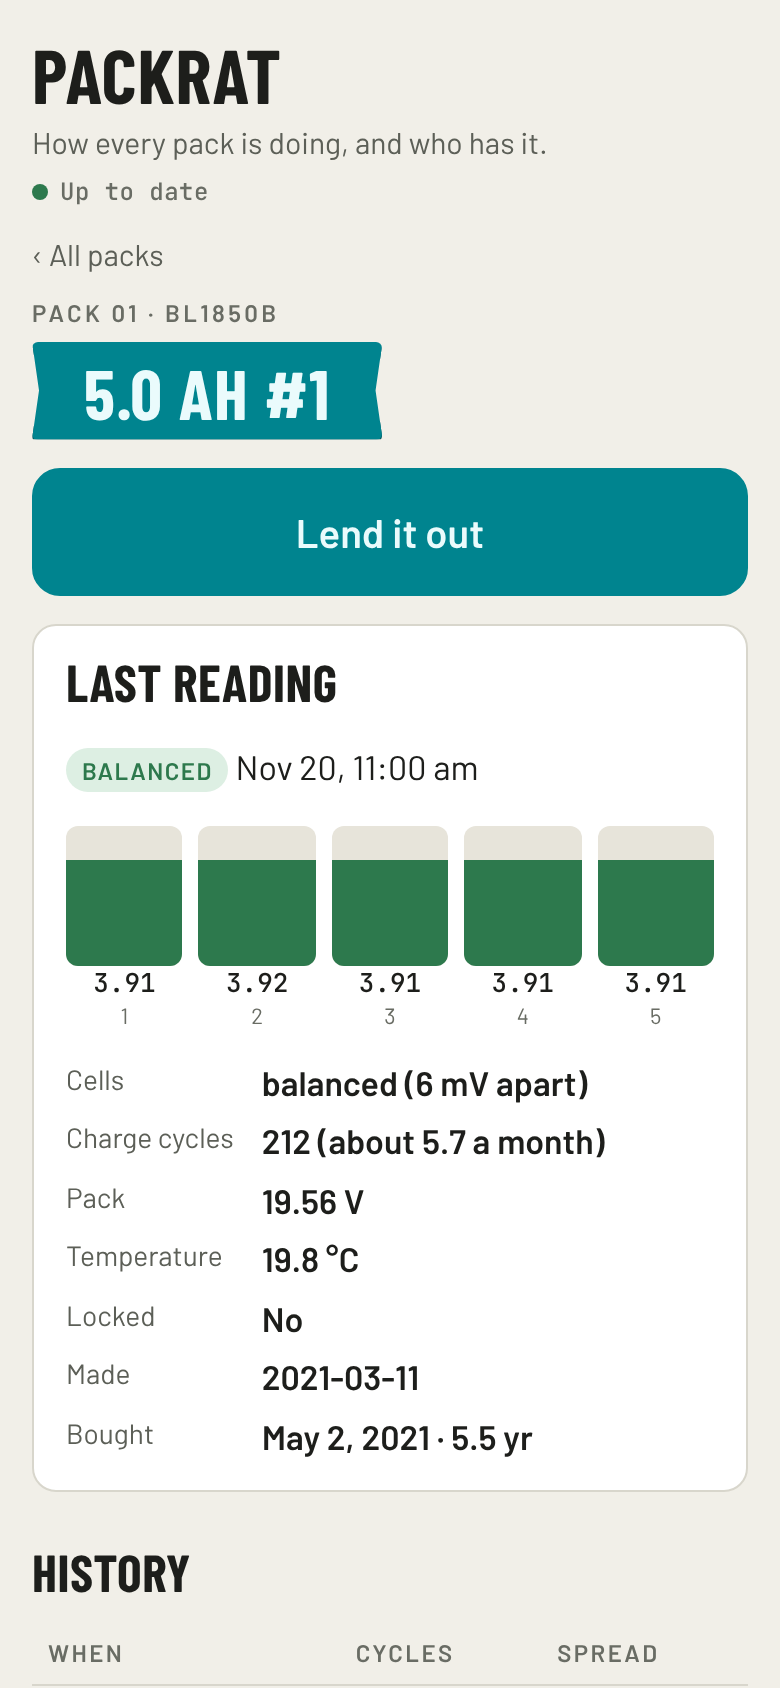 PACKRAT
How every pack is doing, and who has it.
Up to date
‹ All packs
PACK 01 · BL1850B
5.0 AH #1
Lend it out
LAST READING
BALANCED Nov 20, 11:00 am
3.91 3.92 3.91 3.91 3.91
1 2 3 4 5
Cells balanced (6 mV apart)
Charge cycles 212 (about 5.7 a month)
Pack 19.56 V
Temperature 19.8 °C
Locked No
Made 2021-03-11
Bought May 2, 2021 · 5.5 yr
HISTORY
WHEN CYCLES SPREAD